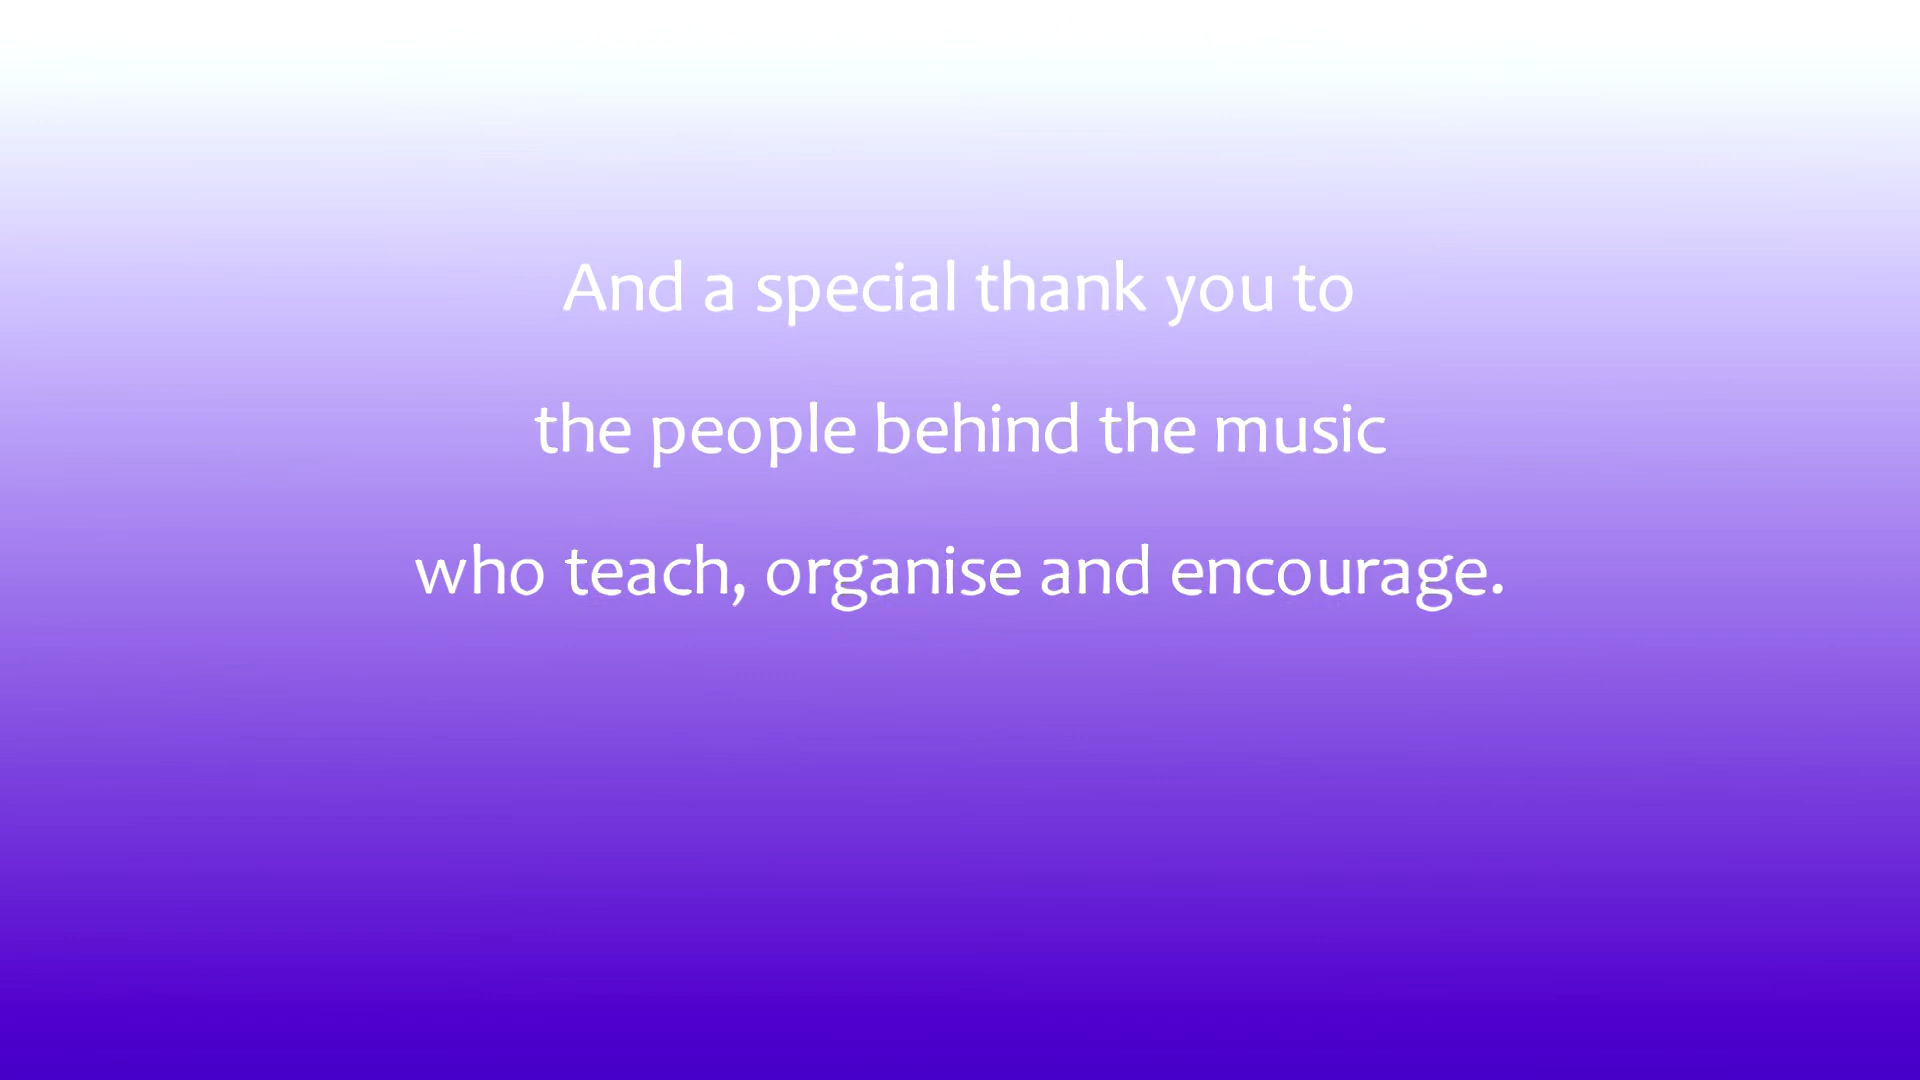 And a special thank you to
the people behind the music
who teach, organise and encourage.